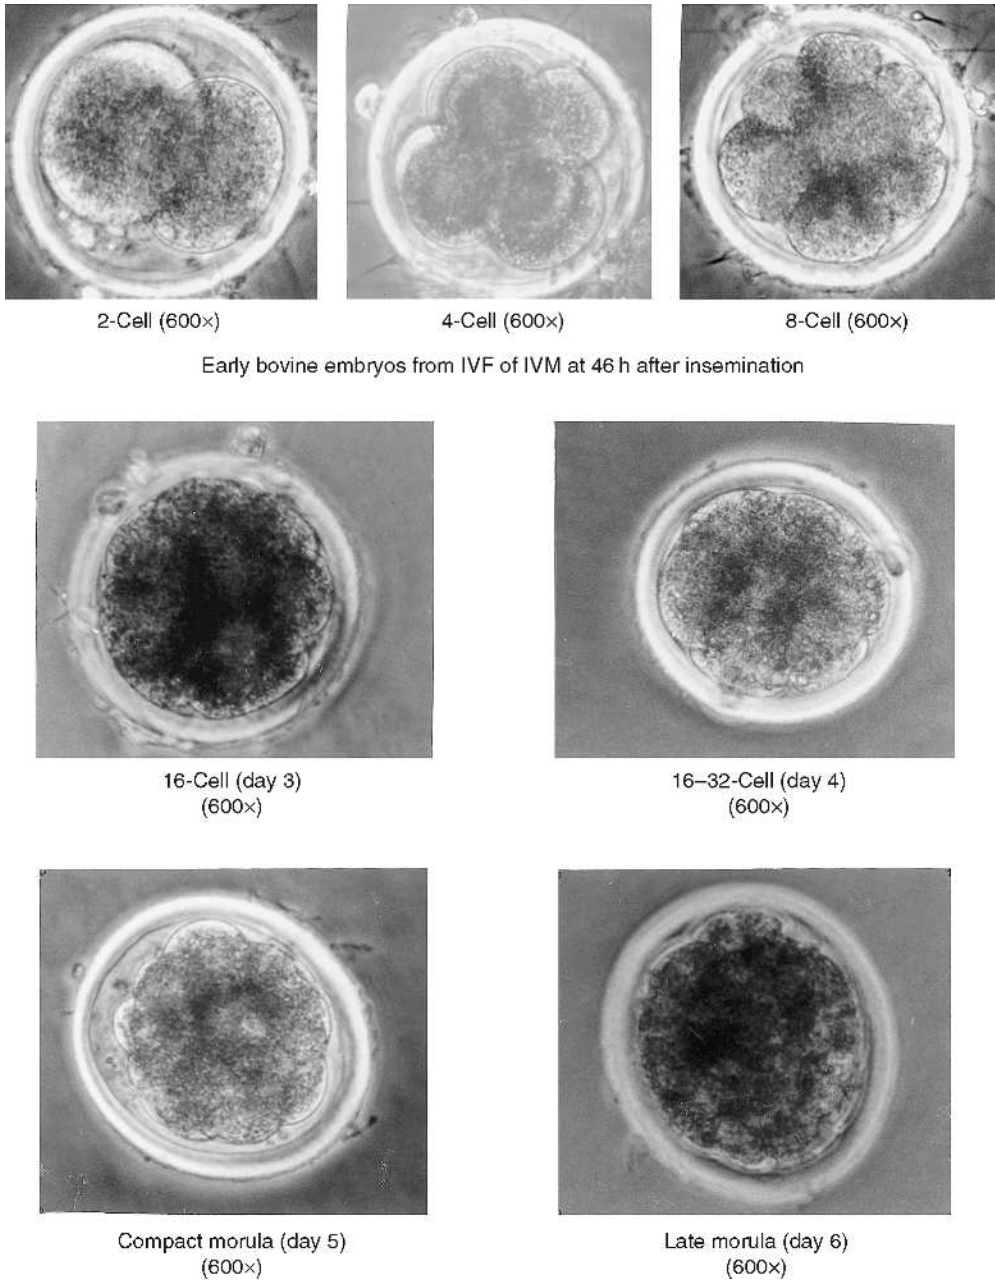 2-Cell (600×)
4-Cell (600×)
8-Cell (600×)
Early bovine embryos from IVF of IVM at 46 h after insemination
16-Cell (day 3)
(600×)
16–32-Cell (day 4)
(600×)
Compact morula (day 5)
(600×)
Late morula (day 6)
(600×)